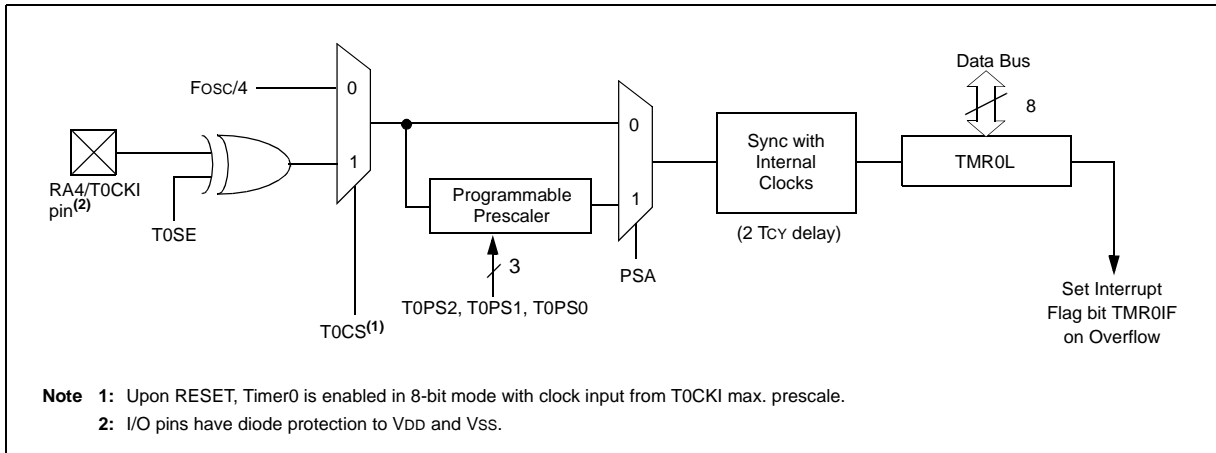 Data Bus
8
FOSC/4
0
1
RA4/T0CKI
pin(2)
T0SE
T0CS(1)
Programmable
Prescaler
3
T0PS2, T0PS1, T0PS0
0
1
PSA
Sync with
Internal
Clocks
(2 TCY delay)
TMR0L
Set Interrupt
Flag bit TMR0IF
on Overflow
Note 1: Upon RESET, Timer0 is enabled in 8-bit mode with clock input from T0CKI max. prescale.
2: I/O pins have diode protection to VDD and VSS.